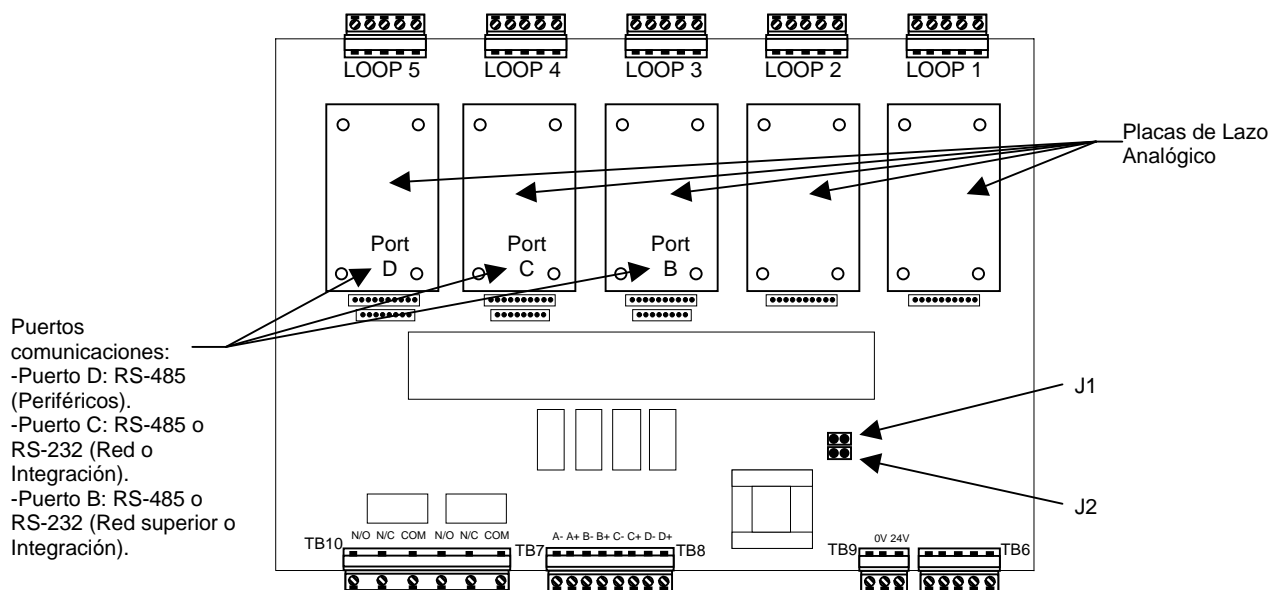 LOOP 5
LOOP 4
LOOP 3
LOOP 2
LOOP 1
Placas de Lazo
Analógico
Port
D
Port
C
Port
B
Puertos
comunicaciones:
-Puerto D: RS-485
(Periféricos).
-Puerto C: RS-485 o
RS-232 (Red o
Integración).
-Puerto B: RS-485 o
RS-232 (Red superior o
Integración).
J1
J2
TB10
N/O N/C COM N/O N/C COM
TB7
A- A+ B- B+ C- C+ D- D+
TB8
TB9
0V 24V
TB6